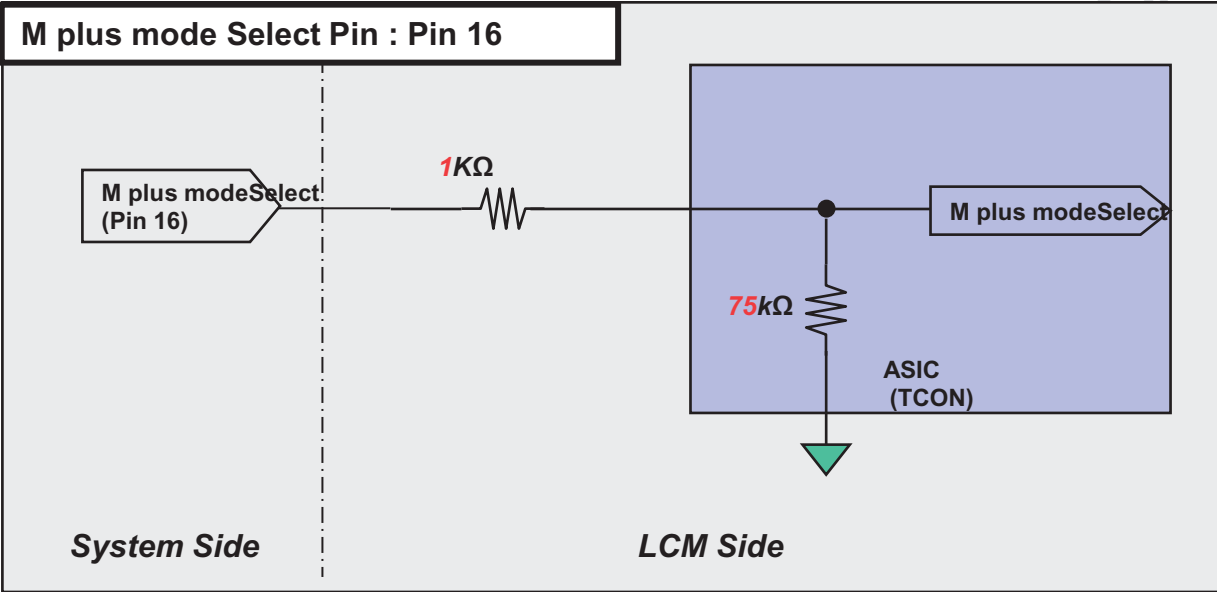 M plus mode Select Pin : Pin 16
1KΩ
M plus modeSelect
(Pin 16)
M plus modeSelect
75kΩ
ASIC
(TCON)
System Side
LCM Side